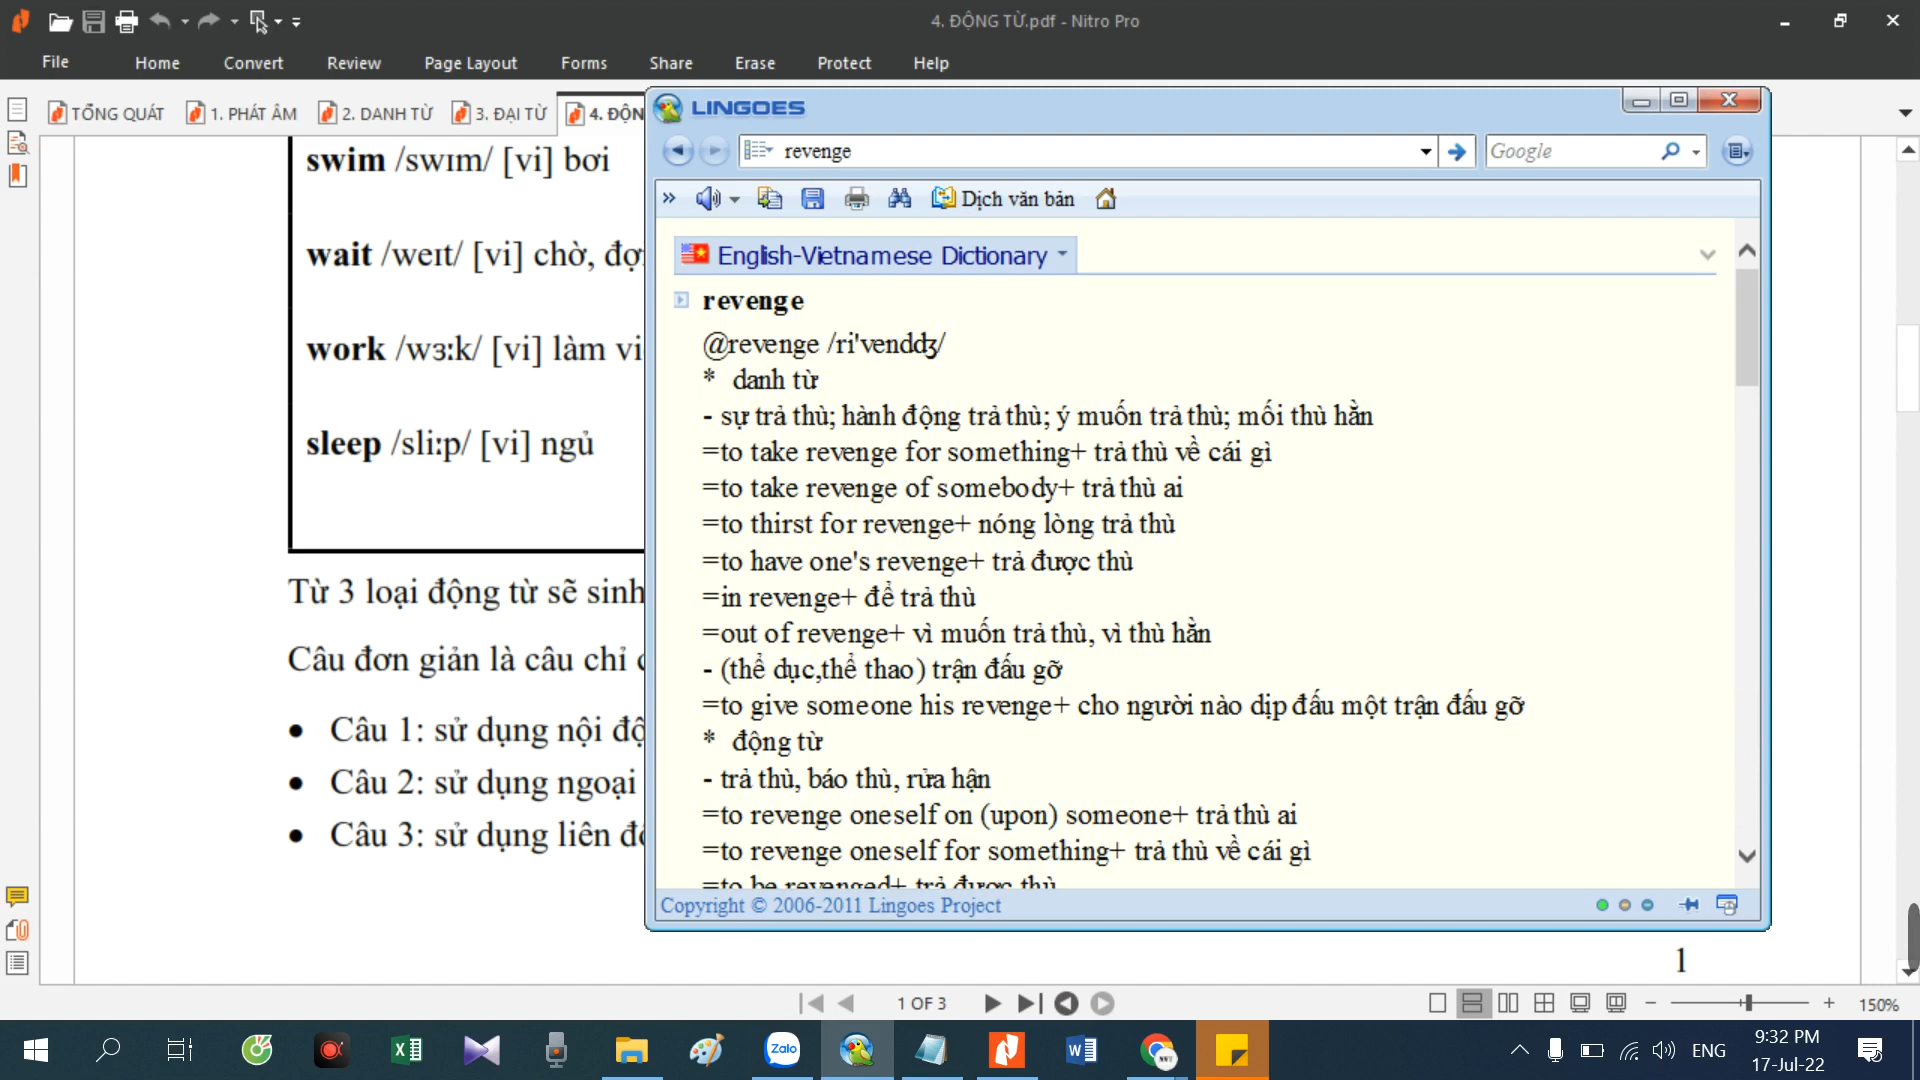 4. ĐỘNG TỪ.pdf - Nitro Pro
File Home Convert Review Page Layout Forms Share Erase Protect Help
TỔNG QUÁT 1. PHÁT ÂM 2. DANH TỪ 3. ĐẠI TỪ 4. ĐỘN
swim /swɪm/ [vi] bơi
wait /weɪt/ [vi] chờ, đợ
work /wɜːk/ [vi] làm vi
sleep /sliːp/ [vi] ngủ
Từ 3 loại động từ sẽ sinh
Câu đơn giản là câu chỉ c
• Câu 1: sử dụng nội độ
• Câu 2: sử dụng ngoại
• Câu 3: sử dụng liên độ
1
LINGOES
revenge
Google
Dịch văn bản
English-Vietnamese Dictionary
revenge
@revenge /ri'venddʒ/
* danh từ
- sự trả thù; hành động trả thù; ý muốn trả thù; mối thù hằn
=to take revenge for something+ trả thù về cái gì
=to take revenge of somebody+ trả thù ai
=to thirst for revenge+ nóng lòng trả thù
=to have one's revenge+ trả được thù
=in revenge+ để trả thù
=out of revenge+ vì muốn trả thù, vì thù hằn
- (thể dục,thể thao) trận đấu gỡ
=to give someone his revenge+ cho người nào dịp đấu một trận đấu gỡ
* động từ
- trả thù, báo thù, rửa hận
=to revenge oneself on (upon) someone+ trả thù ai
=to revenge oneself for something+ trả thù về cái gì
=to be revenged+ trả được thù
Copyright © 2006-2011 Lingoes Project
1 OF 3
150%
Zalo
ENG
9:32 PM
17-Jul-22